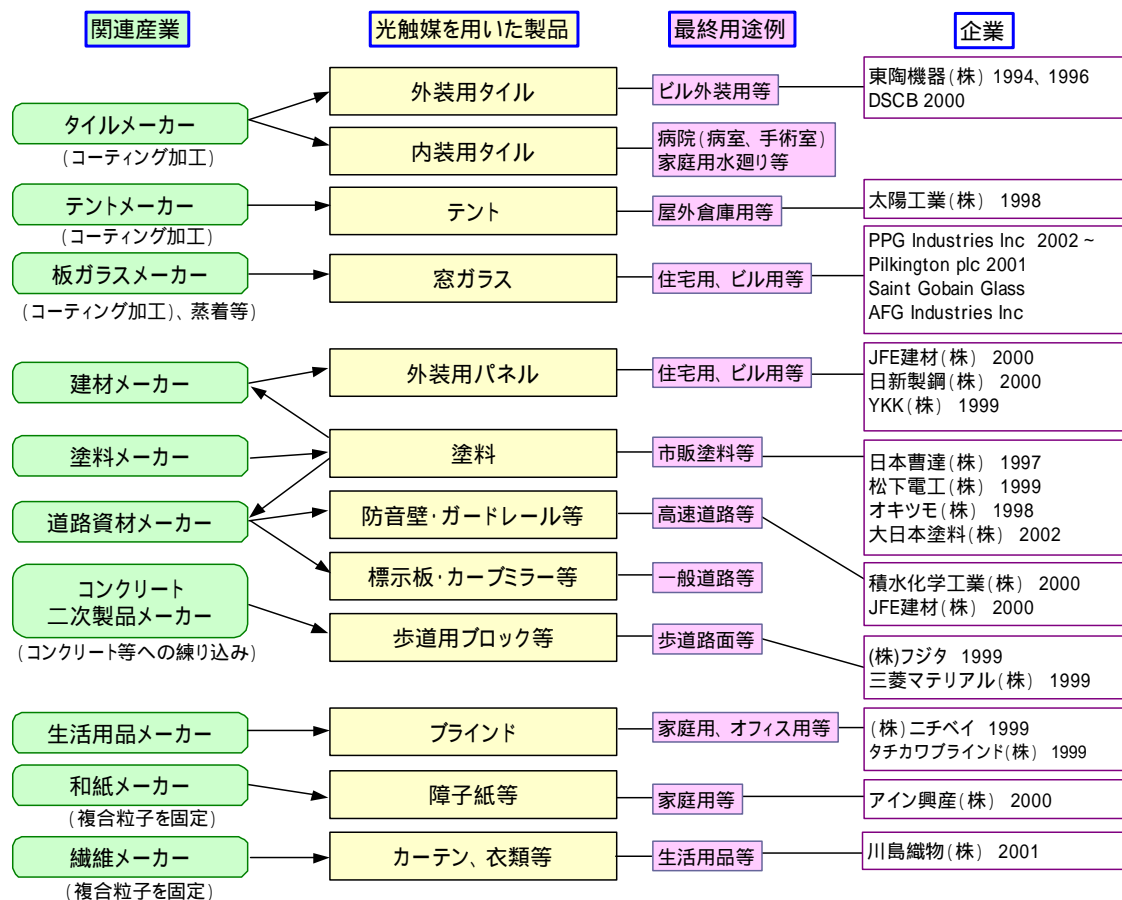 関連産業
光触媒を用いた製品
最終用途例
企業
タイルメーカー
(コーティング加工)
外装用タイル
ビル外装用等
東陶機器(株) 1994、1996
DSCB 2000
内装用タイル
病院(病室、手術室)
家庭用水廻り等
テントメーカー
(コーティング加工)
テント
屋外倉庫用等
太陽工業(株) 1998
板ガラスメーカー
(コーティング加工)、蒸着等)
窓ガラス
住宅用、ビル用等
PPG Industries Inc 2002 ~
Pilkington plc 2001
Saint Gobain Glass
AFG Industries Inc
建材メーカー
外装用パネル
住宅用、ビル用等
JFE建材(株) 2000
日新製鋼(株) 2000
YKK(株) 1999
塗料メーカー
塗料
市販塗料等
日本曹達(株) 1997
松下電工(株) 1999
オキツモ(株) 1998
大日本塗料(株) 2002
道路資材メーカー
防音壁・ガードレール等
高速道路等
積水化学工業(株) 2000
JFE建材(株) 2000
標示板・カーブミラー等
一般道路等
コンクリート
二次製品メーカー
(コンクリート等への練り込み)
歩道用ブロック等
歩道路面等
(株)フジタ 1999
三菱マテリアル(株) 1999
生活用品メーカー
ブラインド
家庭用、オフィス用等
(株)ニチベイ 1999
タチカワブラインド(株) 1999
和紙メーカー
(複合粒子を固定)
障子紙等
家庭用等
アイン興産(株) 2000
繊維メーカー
(複合粒子を固定)
カーテン、衣類等
生活用品等
川島織物(株) 2001